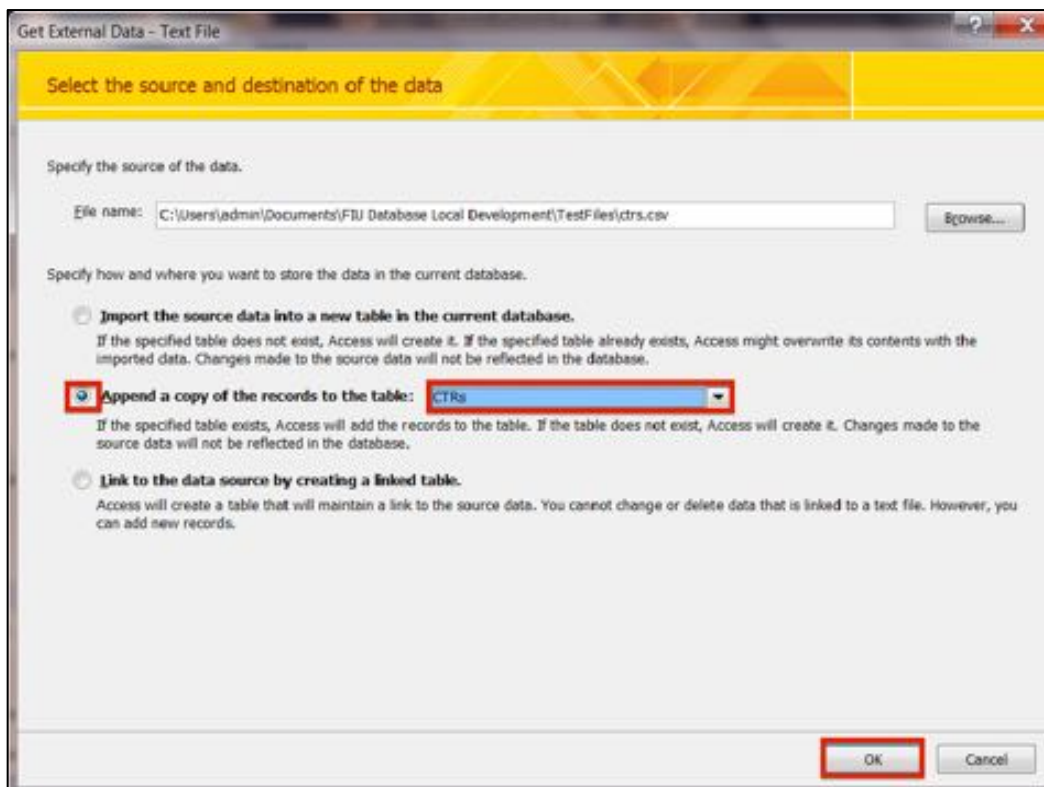 Get External Data - Text File
Select the source and destination of the data
Specify the source of the data.
File name: C:\Users\admin\Documents\FIU Database Local Development\TestFiles\ctrs.csv Browse...
Specify how and where you want to store the data in the current database.
Import the source data into a new table in the current database.
If the specified table does not exist, Access will create it. If the specified table already exists, Access might overwrite its contents with the
imported data. Changes made to the source data will not be reflected in the database.
Append a copy of the records to the table: CTRs
If the specified table exists, Access will add the records to the table. If the table does not exist, Access will create it. Changes made to the
source data will not be reflected in the database.
Link to the data source by creating a linked table.
Access will create a table that will maintain a link to the source data. You cannot change or delete data that is linked to a text file. However, you
can add new records.
OK Cancel